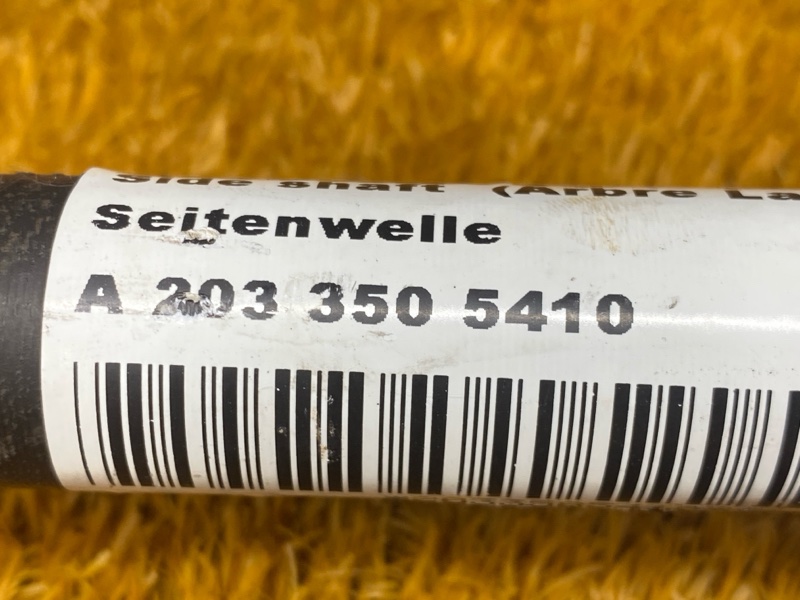 Side shaft (Arbre La
Seitenwelle
A 203 350 5410